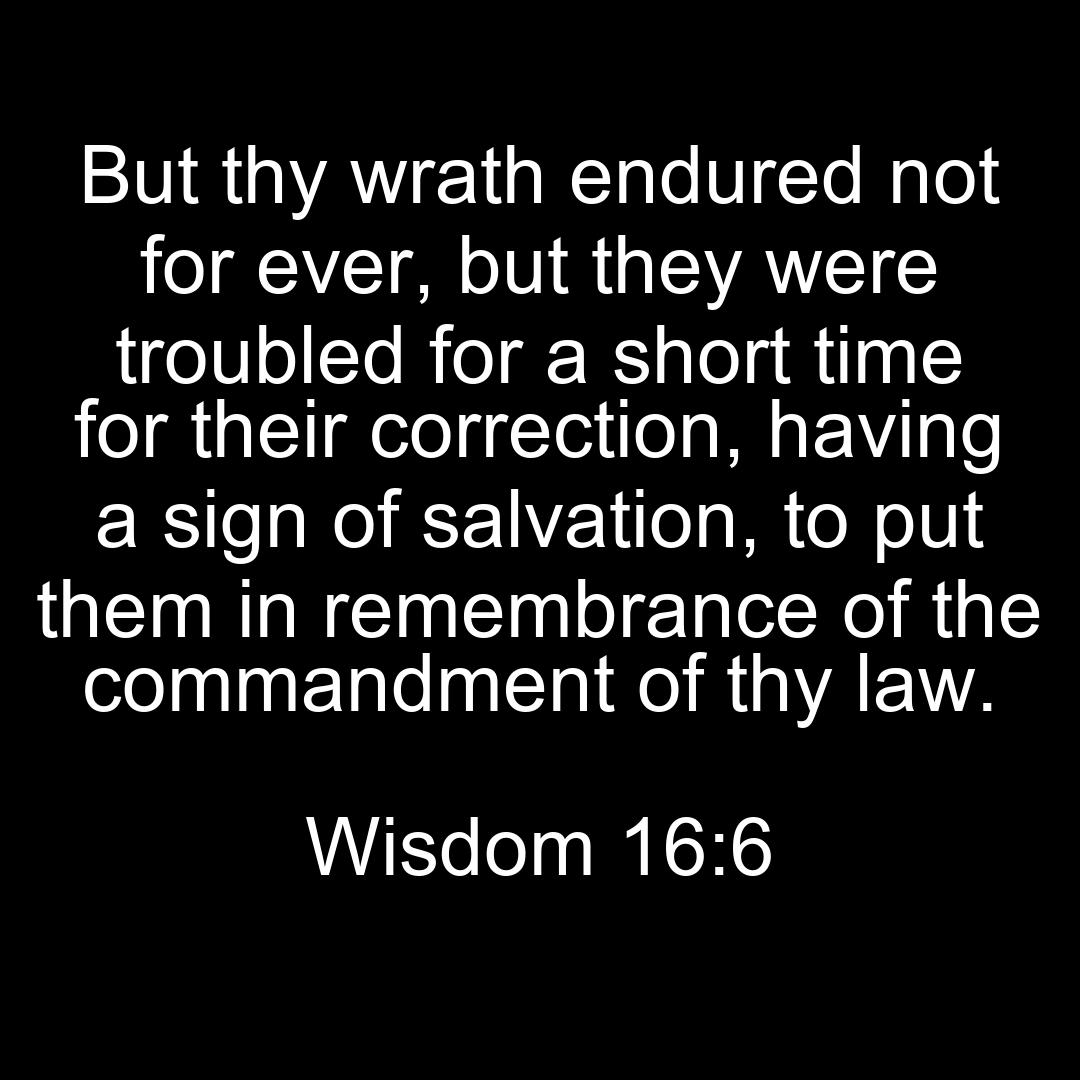 But thy wrath endured not
for ever, but they were
troubled for a short time
for their correction, having
a sign of salvation, to put
them in remembrance of the
commandment of thy law.
Wisdom 16:6